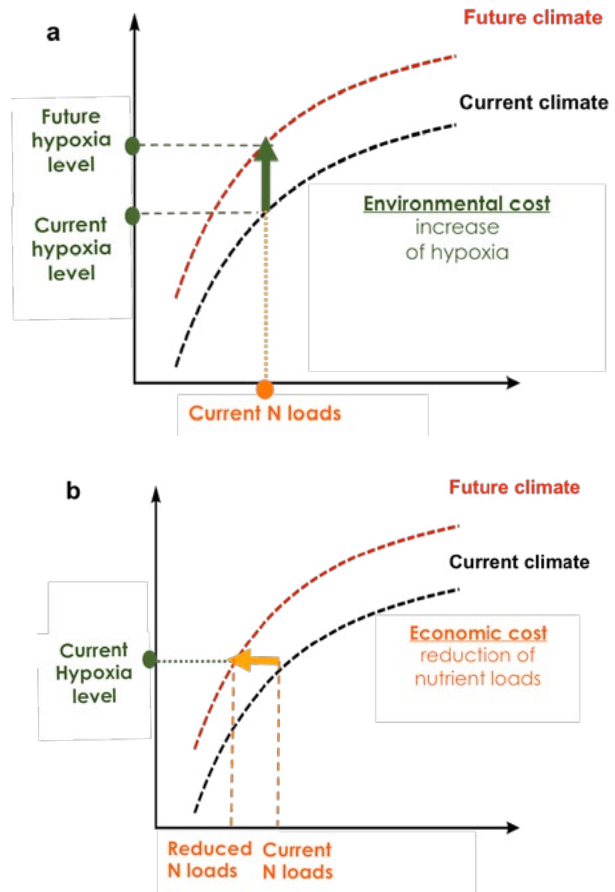 a
Future climate
Current climate
Future
hypoxia
level
Current
hypoxia
level
Environmental cost
increase
of hypoxia
Current N loads
b
Future climate
Current climate
Current
Hypoxia
level
Economic cost
reduction of
nutrient loads
Reduced
N loads
Current
N loads